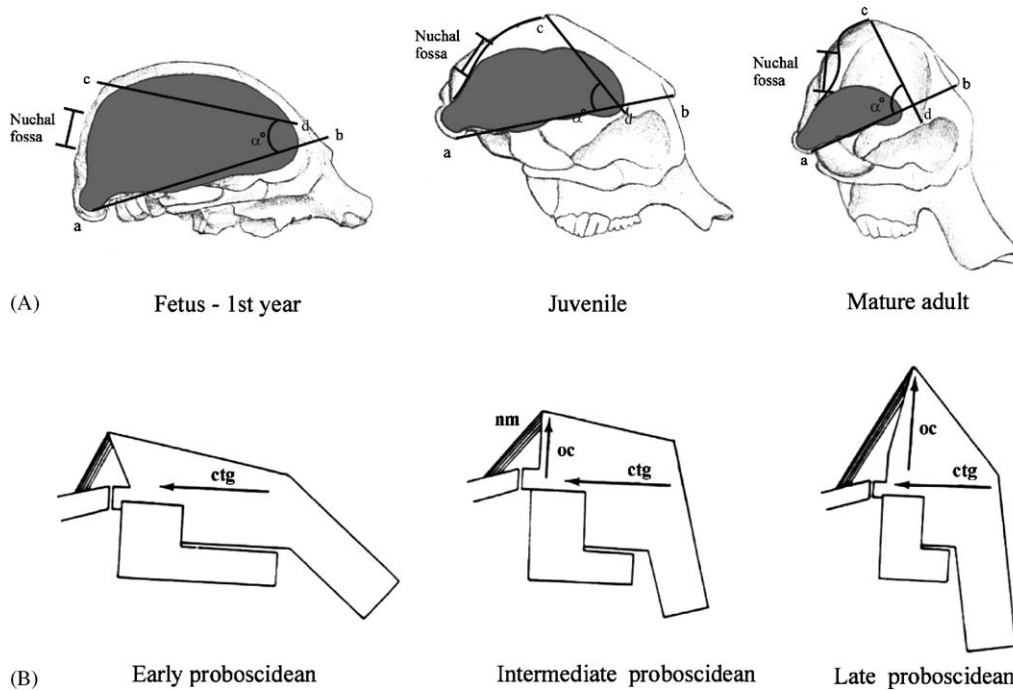 Nuchal
fossa
c
d
b
α°
a
Nuchal
fossa
c
b
α°
d
a
Nuchal
fossa
c
b
α°
d
a
(A)
Fetus - 1st year
Juvenile
Mature adult
ctg
nm
oc
ctg
oc
ctg
(B)
Early proboscidean
Intermediate proboscidean
Late proboscidean